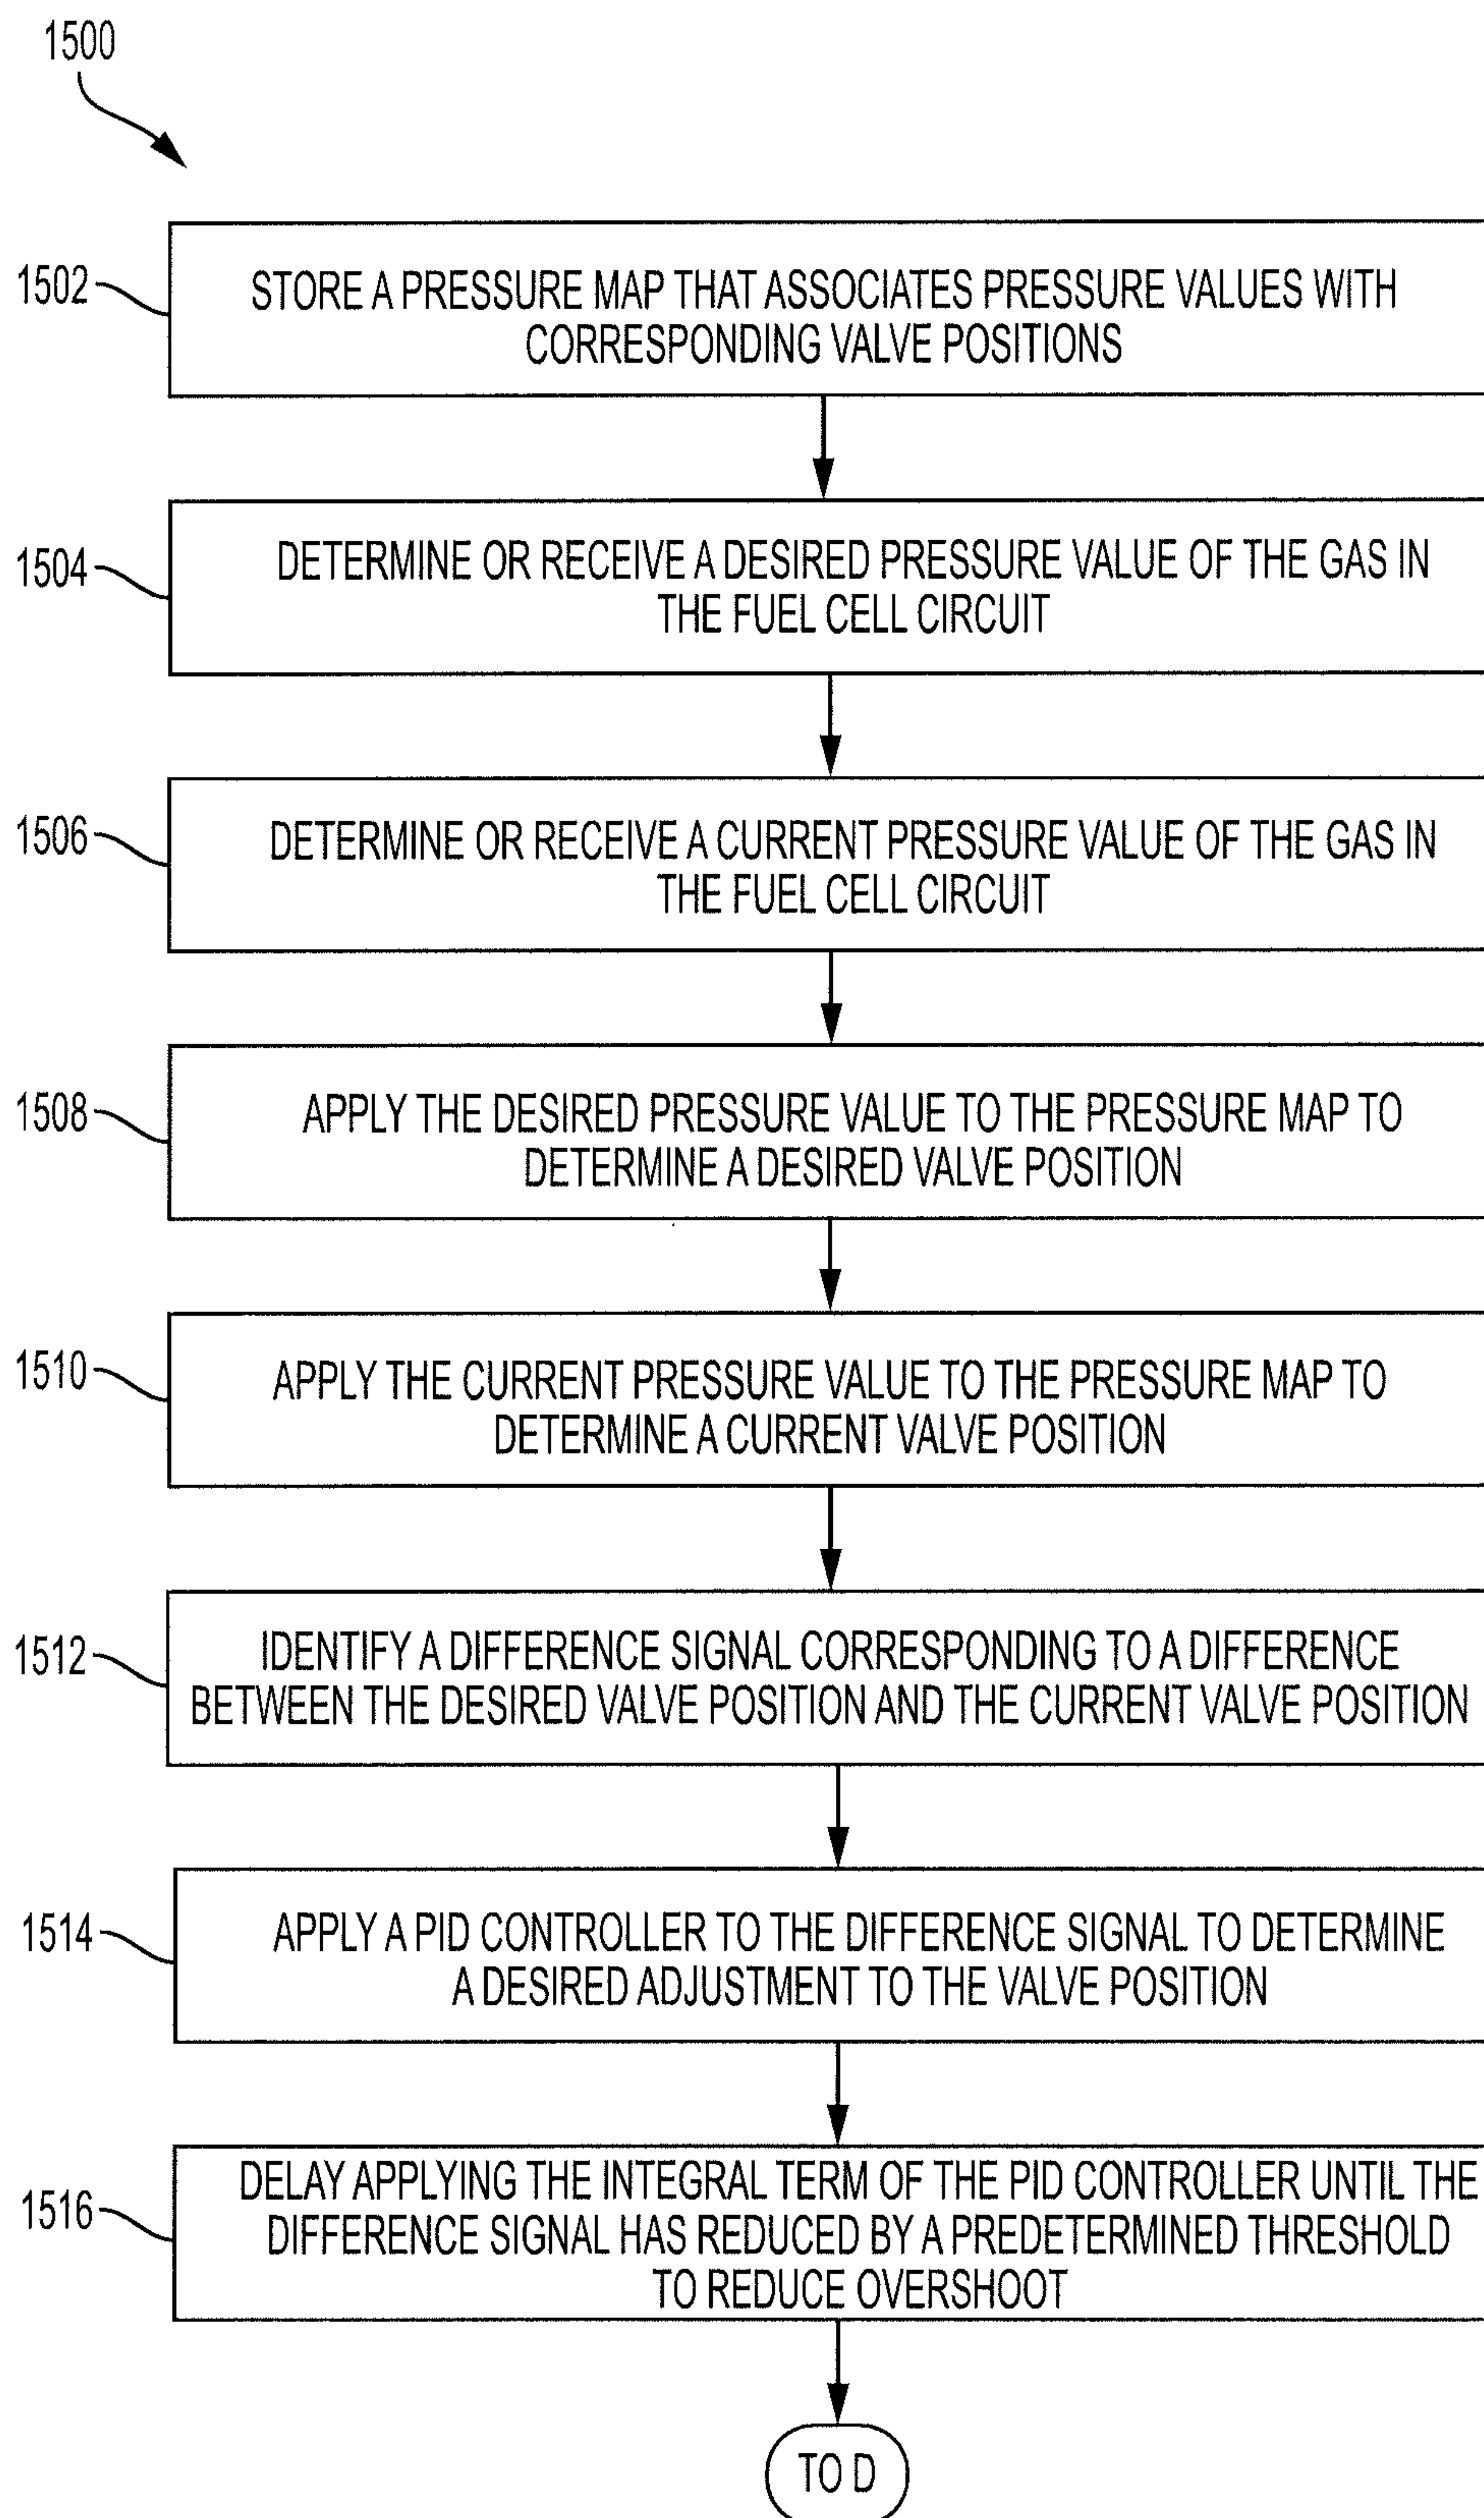 1500
1502
STORE A PRESSURE MAP THAT ASSOCIATES PRESSURE VALUES WITH
CORRESPONDING VALVE POSITIONS
1504
DETERMINE OR RECEIVE A DESIRED PRESSURE VALUE OF THE GAS IN
THE FUEL CELL CIRCUIT
1506
DETERMINE OR RECEIVE A CURRENT PRESSURE VALUE OF THE GAS IN
THE FUEL CELL CIRCUIT
1508
APPLY THE DESIRED PRESSURE VALUE TO THE PRESSURE MAP TO
DETERMINE A DESIRED VALVE POSITION
1510
APPLY THE CURRENT PRESSURE VALUE TO THE PRESSURE MAP TO
DETERMINE A CURRENT VALVE POSITION
1512
IDENTIFY A DIFFERENCE SIGNAL CORRESPONDING TO A DIFFERENCE
BETWEEN THE DESIRED VALVE POSITION AND THE CURRENT VALVE POSITION
1514
APPLY A PID CONTROLLER TO THE DIFFERENCE SIGNAL TO DETERMINE
A DESIRED ADJUSTMENT TO THE VALVE POSITION
1516
DELAY APPLYING THE INTEGRAL TERM OF THE PID CONTROLLER UNTIL THE
DIFFERENCE SIGNAL HAS REDUCED BY A PREDETERMINED THRESHOLD
TO REDUCE OVERSHOOT
TO D